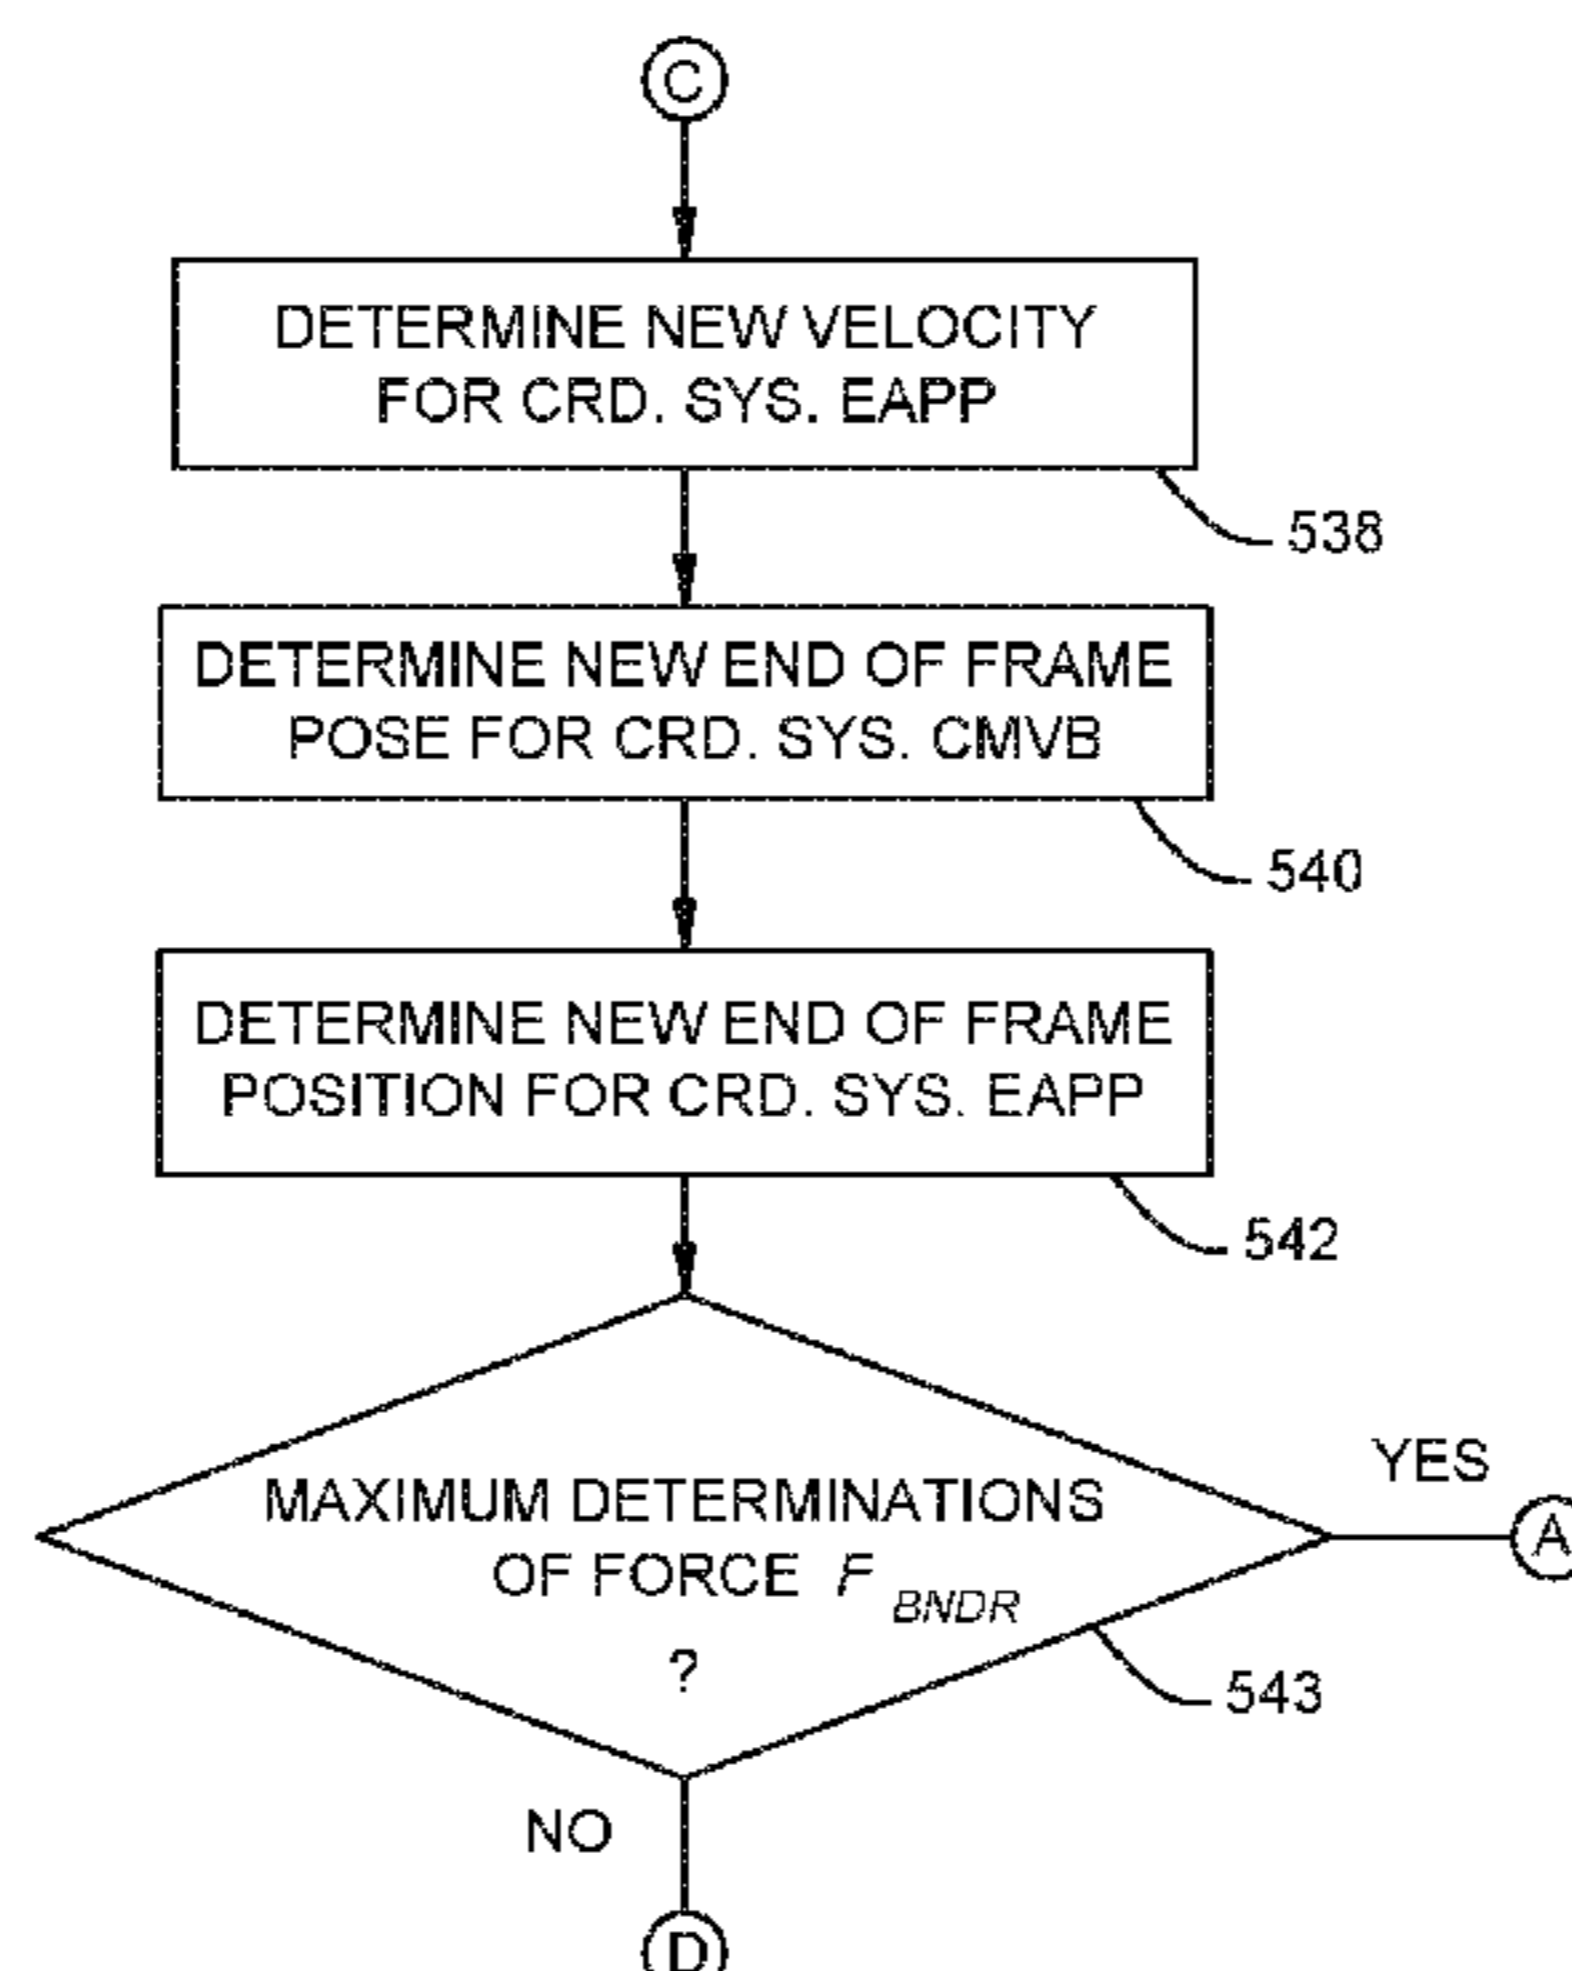 C
DETERMINE NEW VELOCITY
FOR CRD. SYS. EAPP
538
DETERMINE NEW END OF FRAME
POSE FOR CRD. SYS. CMVB
540
DETERMINE NEW END OF FRAME
POSITION FOR CRD. SYS. EAPP
542
YES
A
MAXIMUM DETERMINATIONS
OF FORCE F BNDR
?
543
NO
D